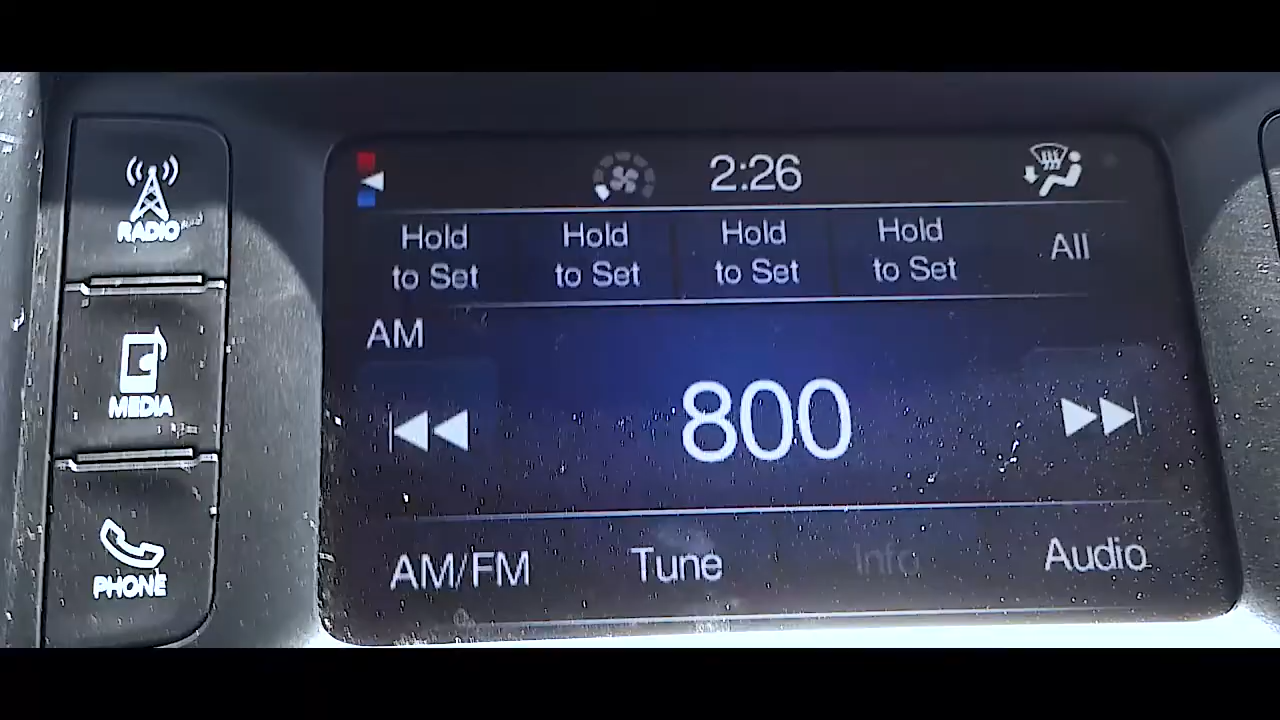 2:26
Hold Hold Hold Hold All
to Set to Set to Set to Set
AM
800
AM/FM Tune Info Audio
RADIO
MEDIA
PHONE